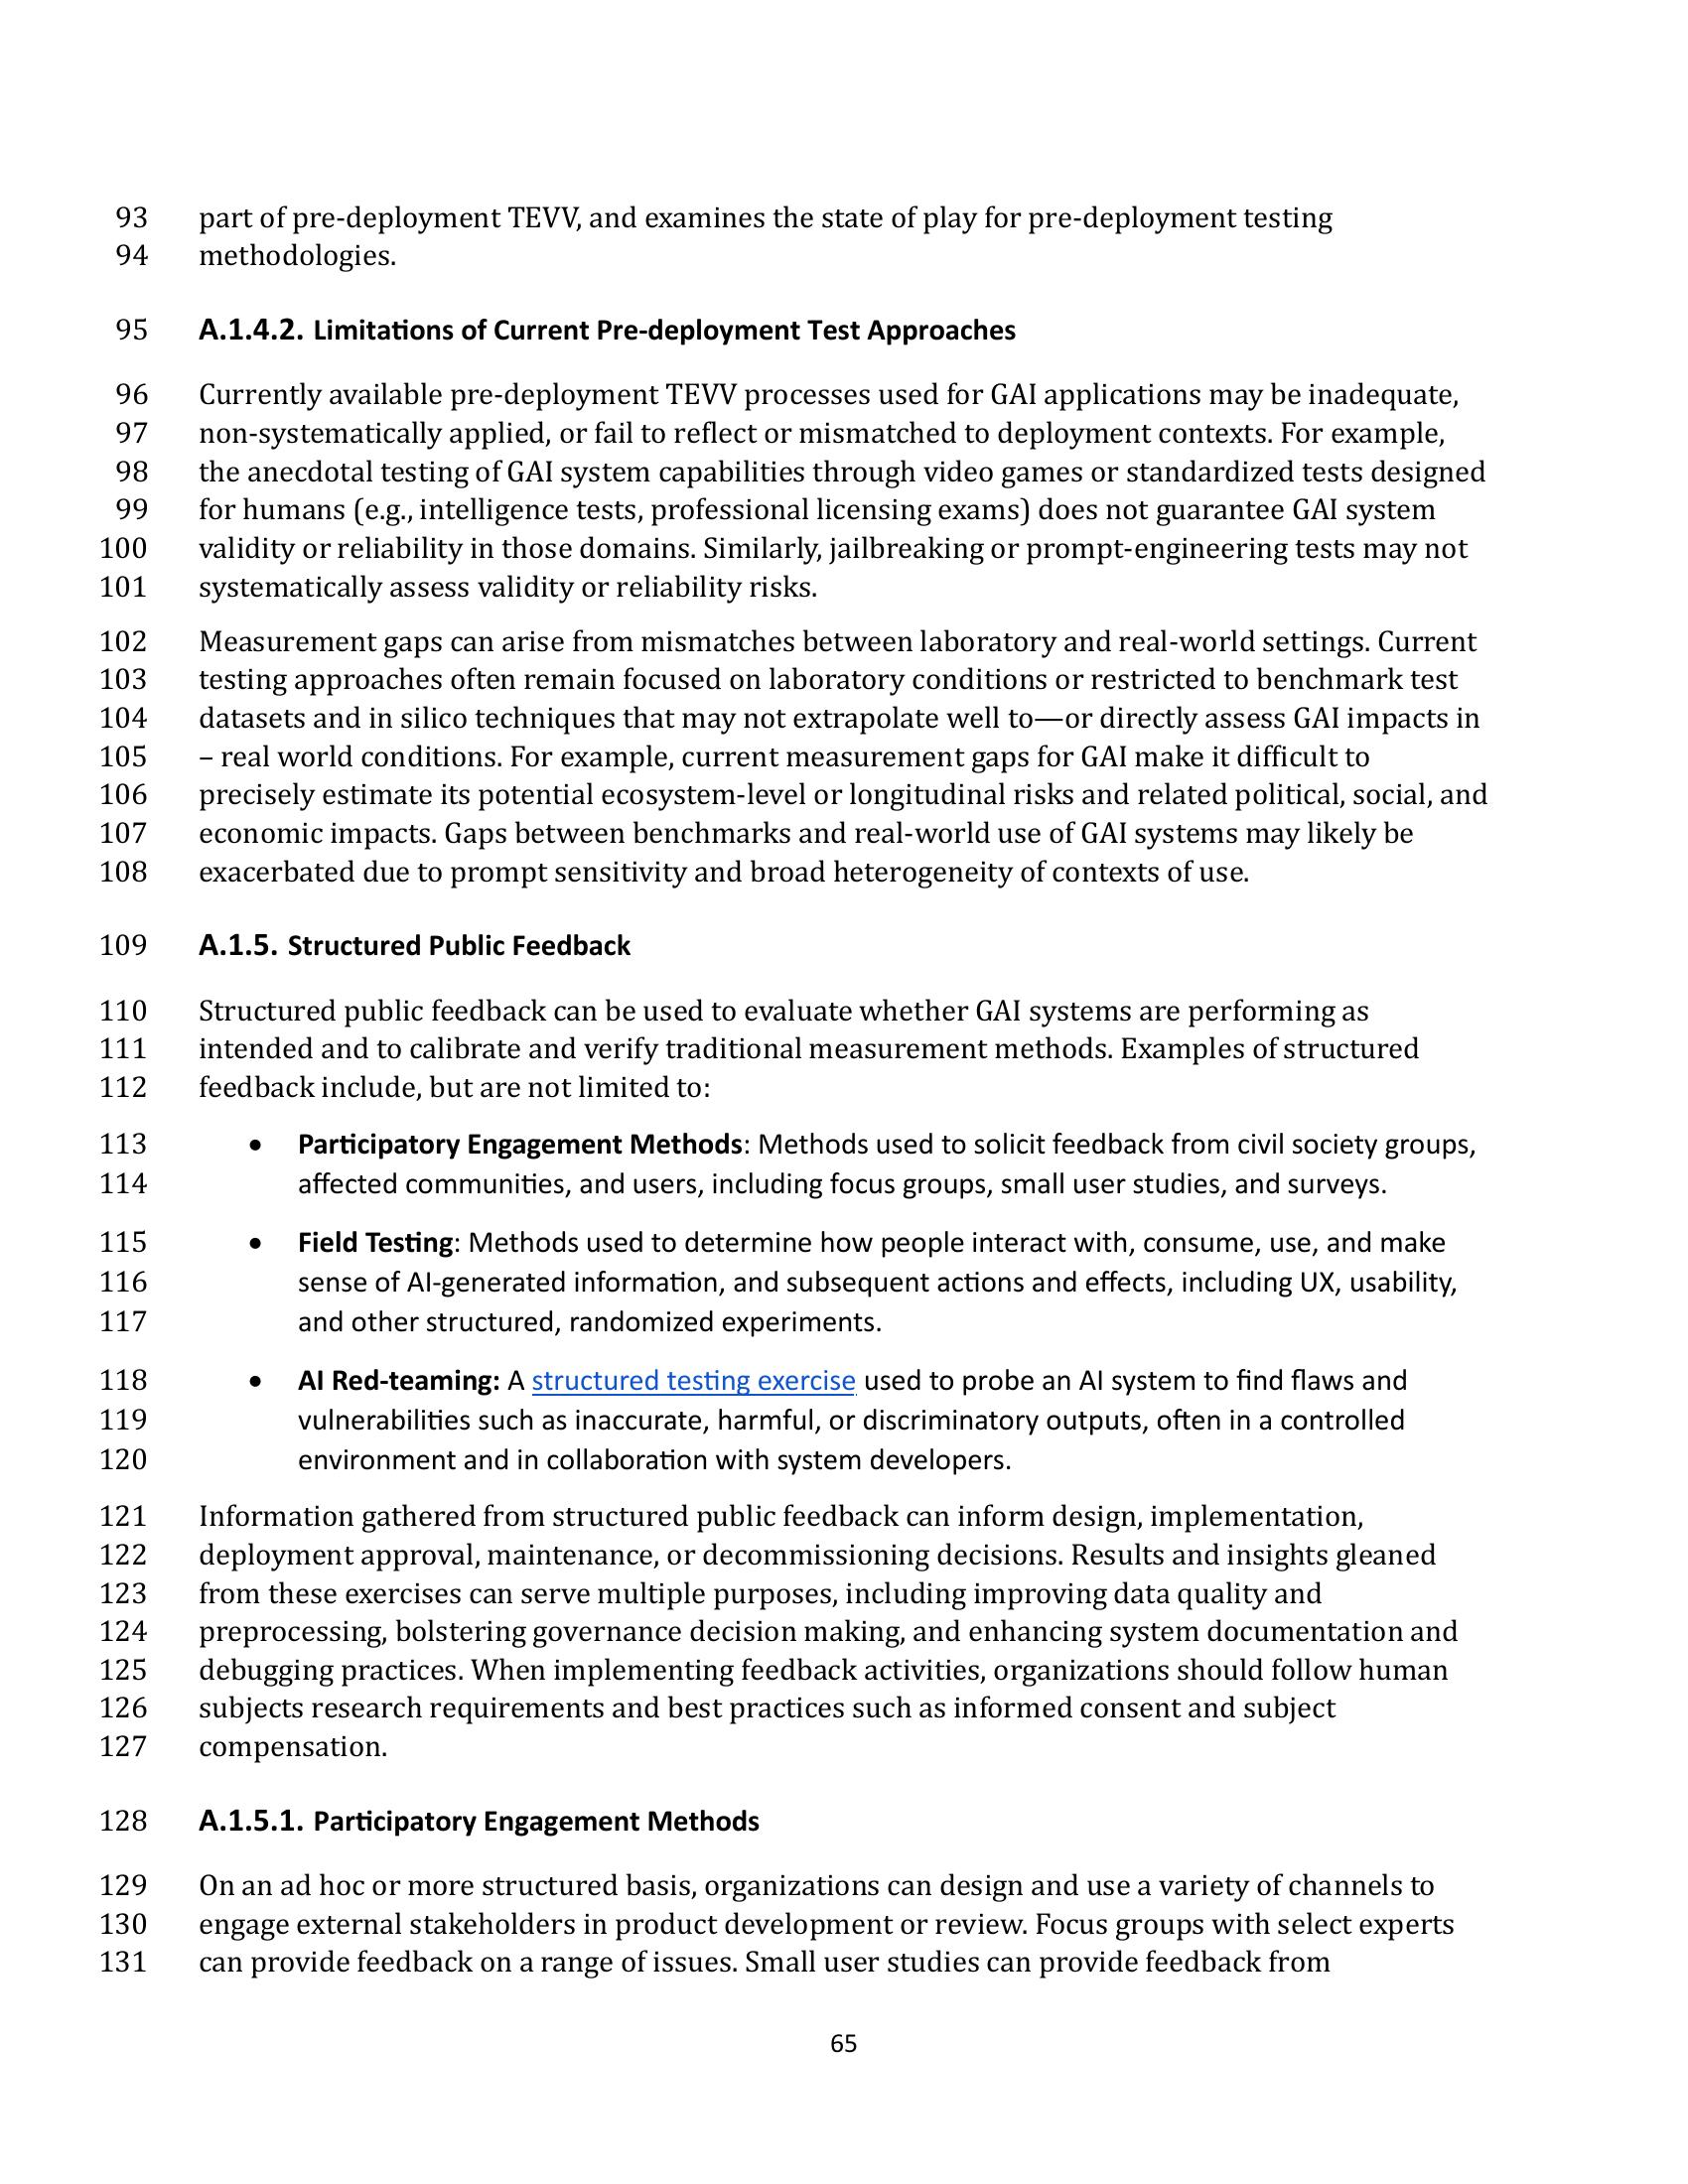 93 part of pre-deployment TEVV, and examines the state of play for pre-deployment testing
94 methodologies.
95 A.1.4.2. Limitations of Current Pre-deployment Test Approaches
96 Currently available pre-deployment TEVV processes used for GAI applications may be inadequate,
97 non-systematically applied, or fail to reflect or mismatched to deployment contexts. For example,
98 the anecdotal testing of GAI system capabilities through video games or standardized tests designed
99 for humans (e.g., intelligence tests, professional licensing exams) does not guarantee GAI system
100 validity or reliability in those domains. Similarly, jailbreaking or prompt-engineering tests may not
101 systematically assess validity or reliability risks.
102 Measurement gaps can arise from mismatches between laboratory and real-world settings. Current
103 testing approaches often remain focused on laboratory conditions or restricted to benchmark test
104 datasets and in silico techniques that may not extrapolate well to—or directly assess GAI impacts in
105 – real world conditions. For example, current measurement gaps for GAI make it difficult to
106 precisely estimate its potential ecosystem-level or longitudinal risks and related political, social, and
107 economic impacts. Gaps between benchmarks and real-world use of GAI systems may likely be
108 exacerbated due to prompt sensitivity and broad heterogeneity of contexts of use.
109 A.1.5. Structured Public Feedback
110 Structured public feedback can be used to evaluate whether GAI systems are performing as
111 intended and to calibrate and verify traditional measurement methods. Examples of structured
112 feedback include, but are not limited to:
113 • Participatory Engagement Methods: Methods used to solicit feedback from civil society groups,
114 affected communities, and users, including focus groups, small user studies, and surveys.
115 • Field Testing: Methods used to determine how people interact with, consume, use, and make
116 sense of AI-generated information, and subsequent actions and effects, including UX, usability,
117 and other structured, randomized experiments.
118 • AI Red-teaming: A structured testing exercise used to probe an AI system to find flaws and
119 vulnerabilities such as inaccurate, harmful, or discriminatory outputs, often in a controlled
120 environment and in collaboration with system developers.
121 Information gathered from structured public feedback can inform design, implementation,
122 deployment approval, maintenance, or decommissioning decisions. Results and insights gleaned
123 from these exercises can serve multiple purposes, including improving data quality and
124 preprocessing, bolstering governance decision making, and enhancing system documentation and
125 debugging practices. When implementing feedback activities, organizations should follow human
126 subjects research requirements and best practices such as informed consent and subject
127 compensation.
128 A.1.5.1. Participatory Engagement Methods
129 On an ad hoc or more structured basis, organizations can design and use a variety of channels to
130 engage external stakeholders in product development or review. Focus groups with select experts
131 can provide feedback on a range of issues. Small user studies can provide feedback from
65